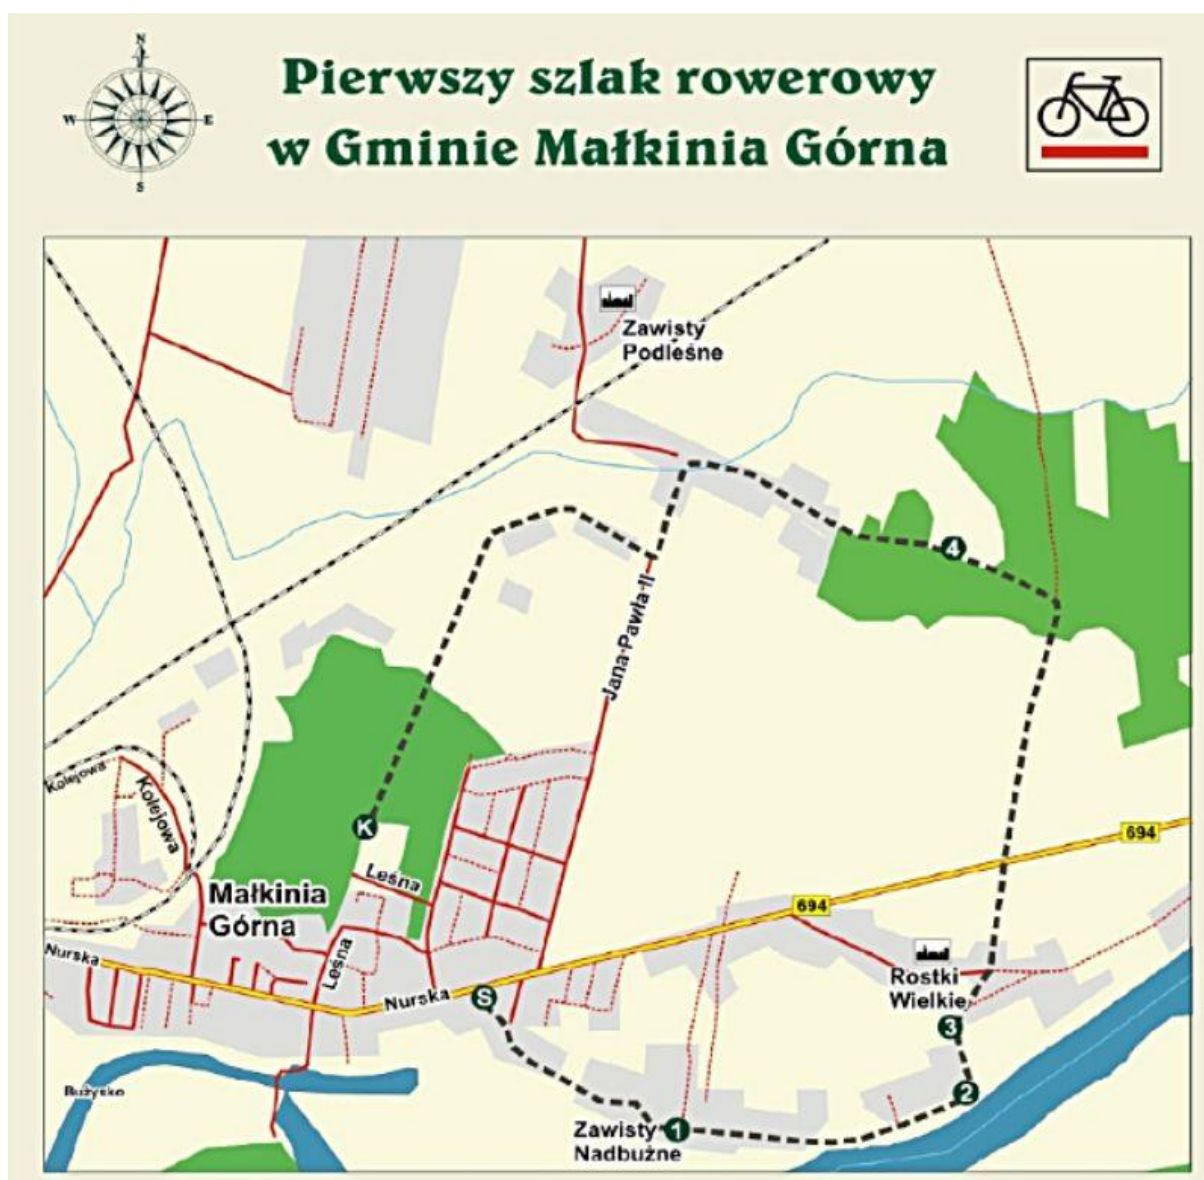 N
W E
S
Pierwszy szlak rowerowy
w Gminie Małkinia Górna
Zawisty
Podleśne
4
Jana Pawła II
Kolejowa
Kolejowa
K
Leśna
694
Małkinia
Górna
694
Leśna
Nurska
Nurska
S
Rostki
Wielkie
3
2
Bużysko
Zawisty
Nadbużne
1